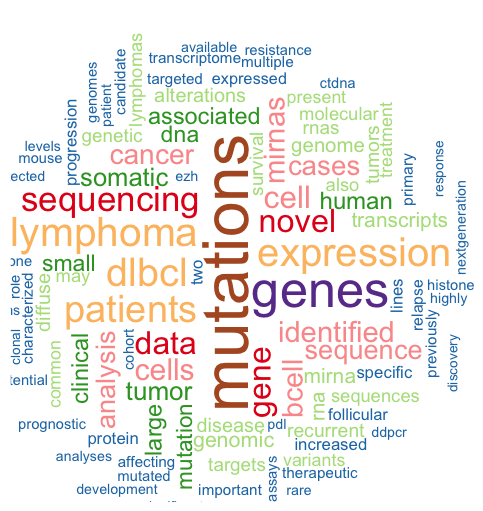 available
resistance
transcriptome
multiple
lymphomas
genomes
patient
candidate
targeted
expressed
ctdna
alterations
present
associated
molecular
progression
genetic
dna
mirnas
rnas
genome
survival
tumors
treatment
levels
mouse
ected
cancer
cases
primary
response
somatic
ezh
cell
also
human
sequencing
novel
transcripts
mutations
lymphoma
expression
nextgeneration
one
role
characterized
clonal
small
may
diffuse
dlbcl
two
genes
lines
relapse
histone
highly
previously
patients
discovery
common
clinical
analysis
cohort
data
identified
sequence
cells
gene
bcell
mirna
specific
tential
tumor
rna
sequences
follicular
prognostic
large
mutation
disease
pdl
recurrent
ddpcr
protein
genomic
increased
analyses
affecting
targets
variants
mutated
assays
therapeutic
development
important
rare